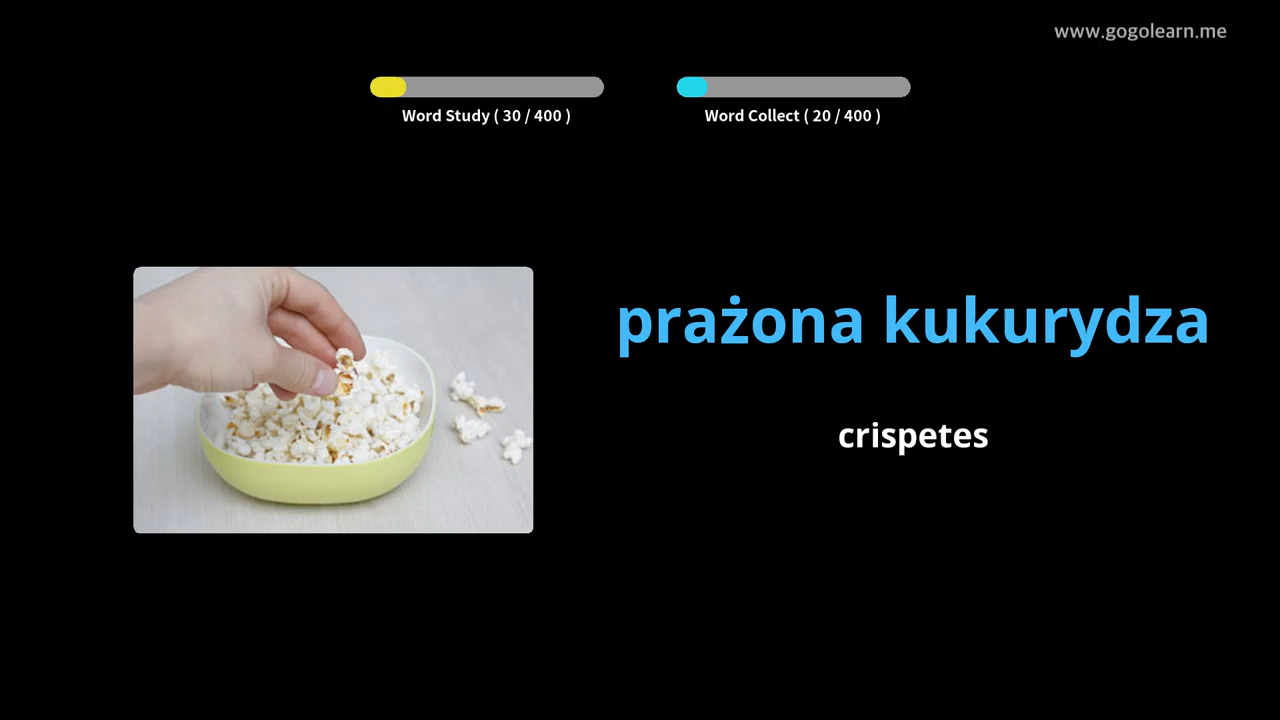 www.gogolearn.me
Word Study ( 30 / 400 )
Word Collect ( 20 / 400 )
prażona kukurydza
crispetes